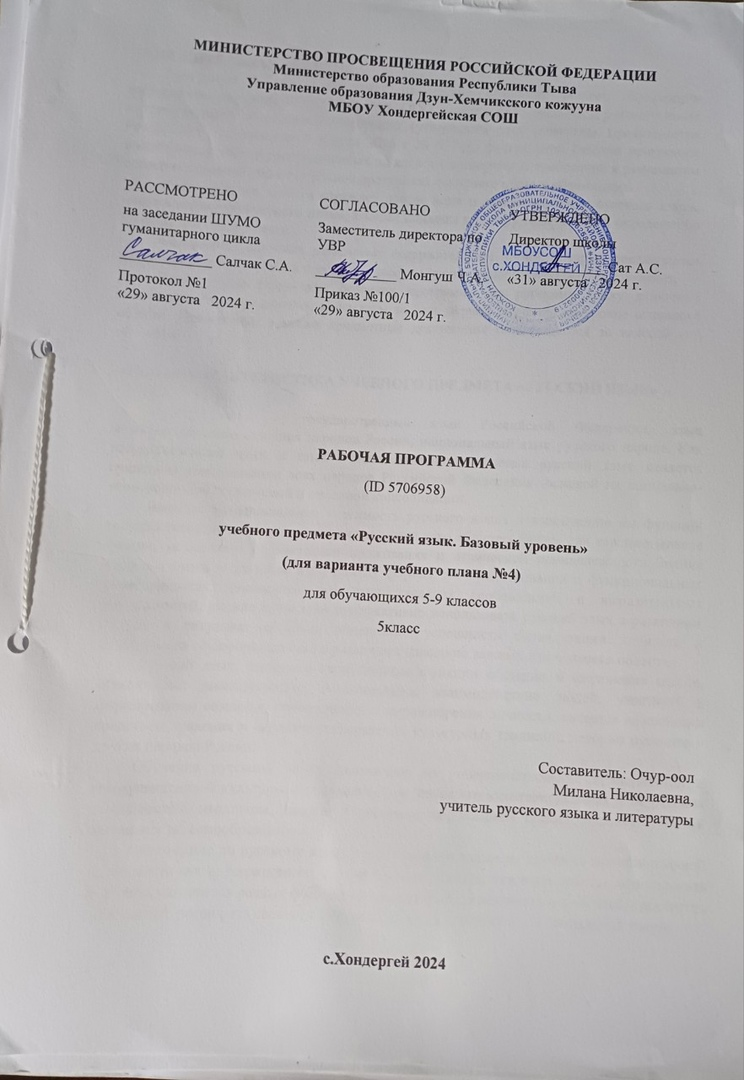 МИНИСТЕРСТВО ПРОСВЕЩЕНИЯ РОССИЙСКОЙ ФЕДЕРАЦИИ
Министерство образования Республики Тыва
Управление образования Дзун-Хемчикского кожууна
МБОУ Хондергейская СОШ
РАССМОТРЕНО
на заседании ШУМО
гуманитарного цикла
Салчак Салчак С.А.
Протокол №1
«29» августа 2024 г.
СОГЛАСОВАНО
Заместитель директора по
УВР
Монгуш Ч.А.
Приказ №100/1
«29» августа 2024 г.
УТВЕРЖДЕНО
Директор школы
Сат А.С.
«31» августа 2024 г.
МБОУСОШ
с.ХОНДЕРГЕЙ
РАБОЧАЯ ПРОГРАММА
(ID 5706958)
учебного предмета «Русский язык. Базовый уровень»
(для варианта учебного плана №4)
для обучающихся 5-9 классов
5класс
Составитель: Очур-оол
Милана Николаевна,
учитель русского языка и литературы
с.Хондергей 2024